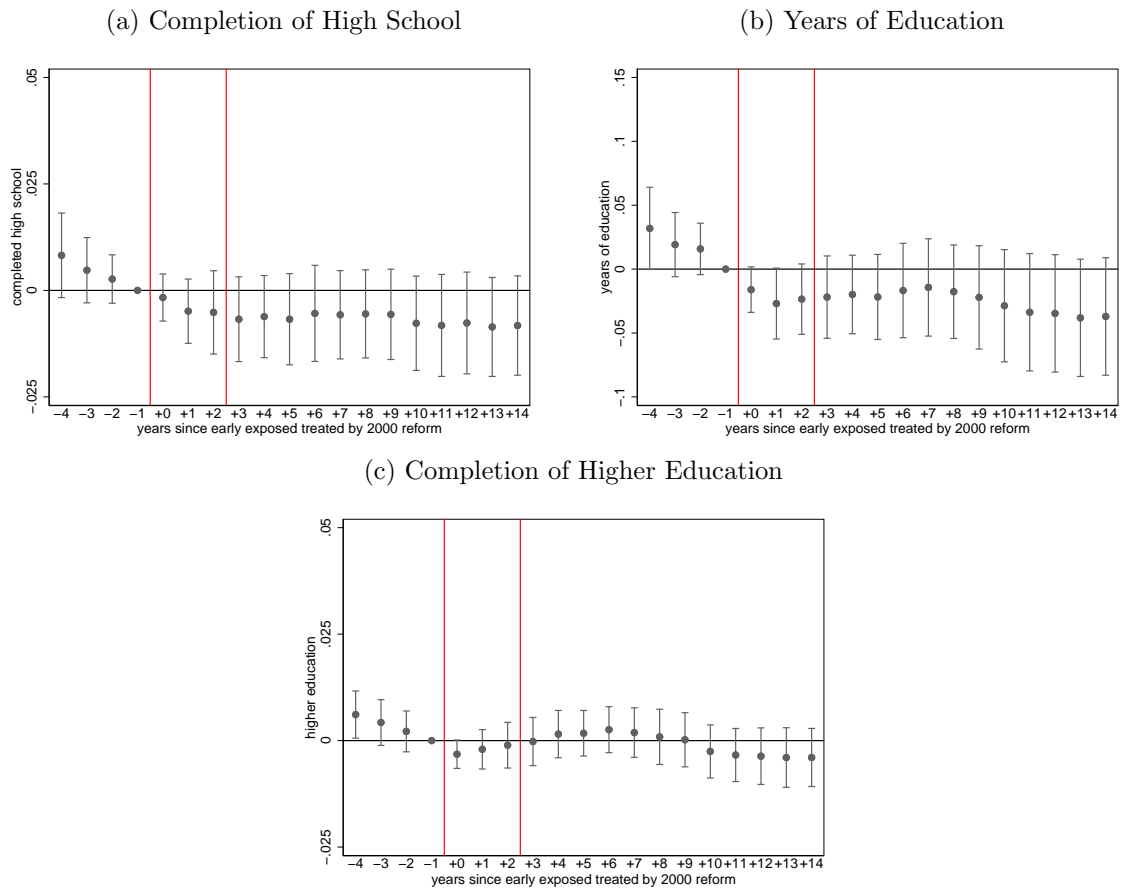 (a) Completion of High School
(b) Years of Education
completed high school
.05
.025
0
−.025
−4 −3 −2 −1 +0 +1 +2 +3 +4 +5 +6 +7 +8 +9 +10 +11 +12 +13 +14
years since early exposed treated by 2000 reform
years of education
.15
.1
.05
0
−.05
−.1
−4 −3 −2 −1 +0 +1 +2 +3 +4 +5 +6 +7 +8 +9 +10 +11 +12 +13 +14
years since early exposed treated by 2000 reform
(c) Completion of Higher Education
higher education
.05
.025
0
−.025
−4 −3 −2 −1 +0 +1 +2 +3 +4 +5 +6 +7 +8 +9 +10 +11 +12 +13 +14
years since early exposed treated by 2000 reform